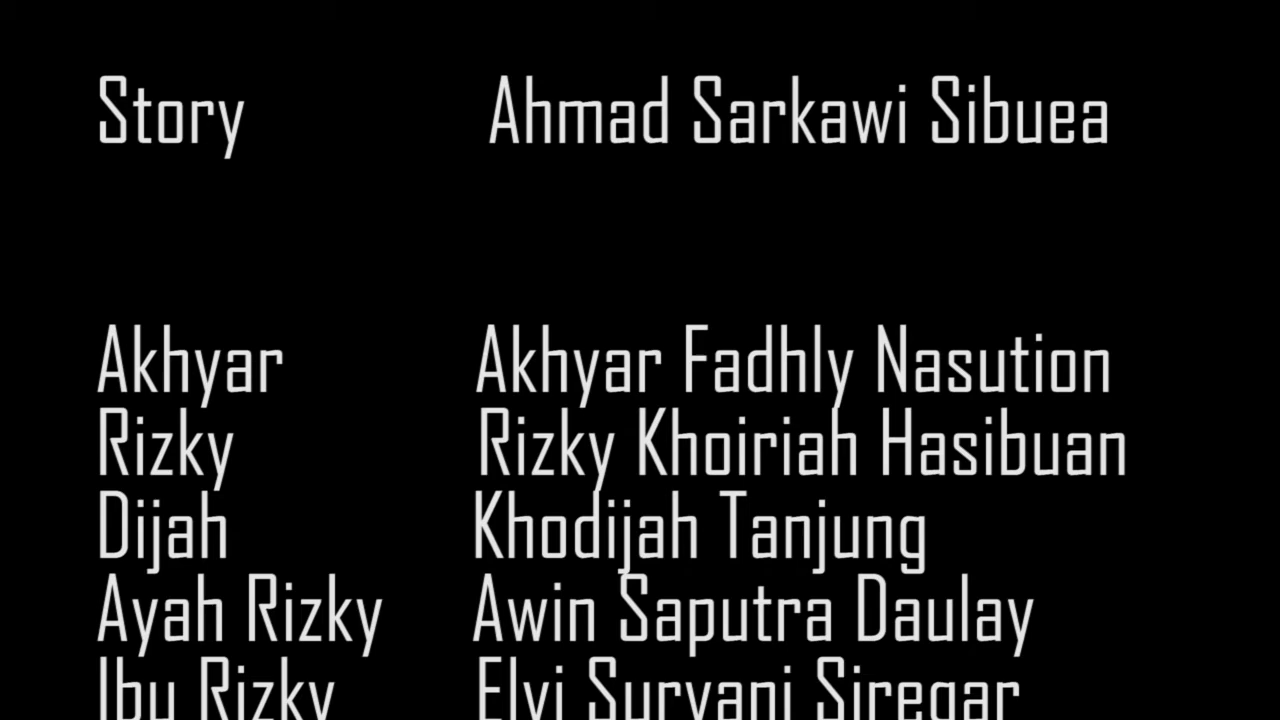 Story Ahmad Sarkawi Sibuea
Akhyar Akhyar Fadhly Nasution
Rizky Rizky Khoiriah Hasibuan
Dijah Khodijah Tanjung
Ayah Rizky Awin Saputra Daulay
Ibu Rizky Elvi Suryani Siregar